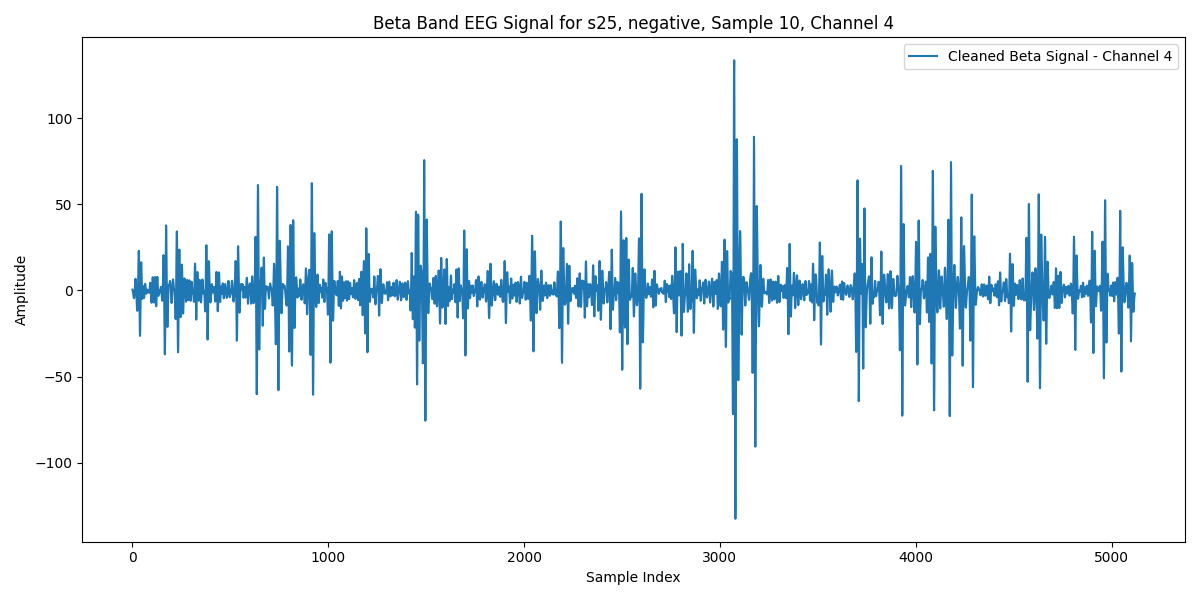 Beta Band EEG Signal for s25, negative, Sample 10, Channel 4
Cleaned Beta Signal - Channel 4
Amplitude
100
50
0
−50
−100
0 1000 2000 3000 4000 5000
Sample Index